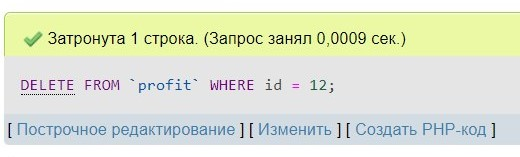 Затронута 1 строка. (Запрос занял 0,0009 сек.)
DELETE FROM `profit` WHERE id = 12;
[ Построчное редактирование ] [ Изменить ] [ Создать PHP-код ]